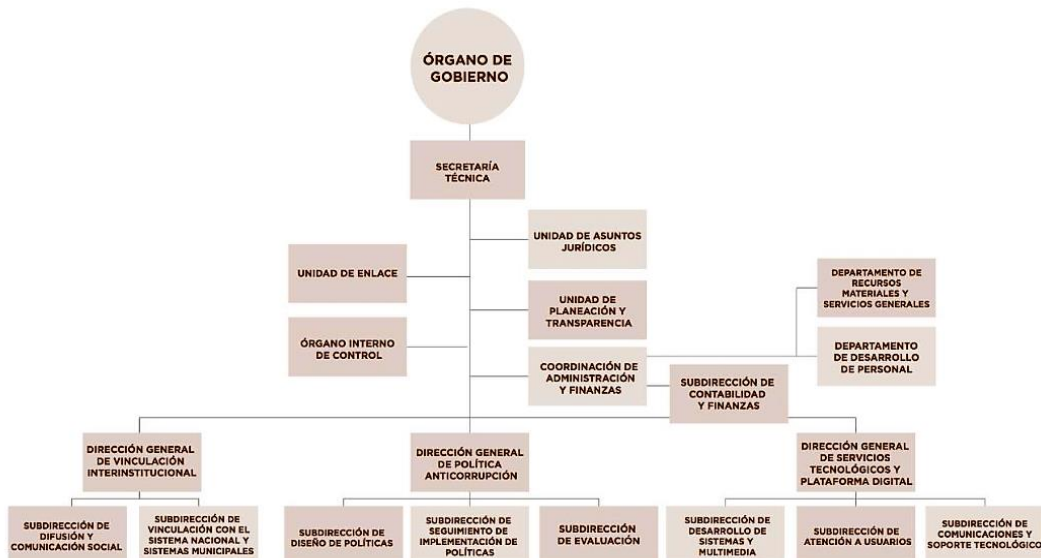 ÓRGANO DE
GOBIERNO
SECRETARÍA
TÉCNICA
UNIDAD DE ASUNTOS
JURÍDICOS
UNIDAD DE ENLACE
UNIDAD DE
PLANEACIÓN Y
TRANSPARENCIA
DEPARTAMENTO DE
RECURSOS
MATERIALES Y
SERVICIOS GENERALES
ÓRGANO INTERNO
DE CONTROL
COORDINACIÓN DE
ADMINISTRACIÓN
Y FINANZAS
DEPARTAMENTO
DE DESARROLLO
DE PERSONAL
SUBDIRECCIÓN DE
CONTABILIDAD
Y FINANZAS
DIRECCIÓN GENERAL
DE VINCULACIÓN
INTERINSTITUCIONAL
DIRECCIÓN GENERAL
DE POLÍTICA
ANTICORRUPCIÓN
DIRECCIÓN GENERAL
DE SERVICIOS
TECNOLÓGICOS Y
PLATAFORMA DIGITAL
SUBDIRECCIÓN DE
DIFUSIÓN Y
COMUNICACIÓN SOCIAL
SUBDIRECCIÓN DE
VINCULACIÓN CON EL
SISTEMA NACIONAL Y
SISTEMAS MUNICIPALES
SUBDIRECCIÓN DE
DISEÑO DE POLÍTICAS
SUBDIRECCIÓN DE
SEGUIMIENTO DE
IMPLEMENTACIÓN DE
POLÍTICAS
SUBDIRECCIÓN
DE EVALUACIÓN
SUBDIRECCIÓN DE
DESARROLLO DE
SISTEMAS Y
MULTIMEDIA
SUBDIRECCIÓN DE
ATENCIÓN A USUARIOS
SUBDIRECCIÓN DE
COMUNICACIONES Y
SOPORTE TECNOLÓGICO